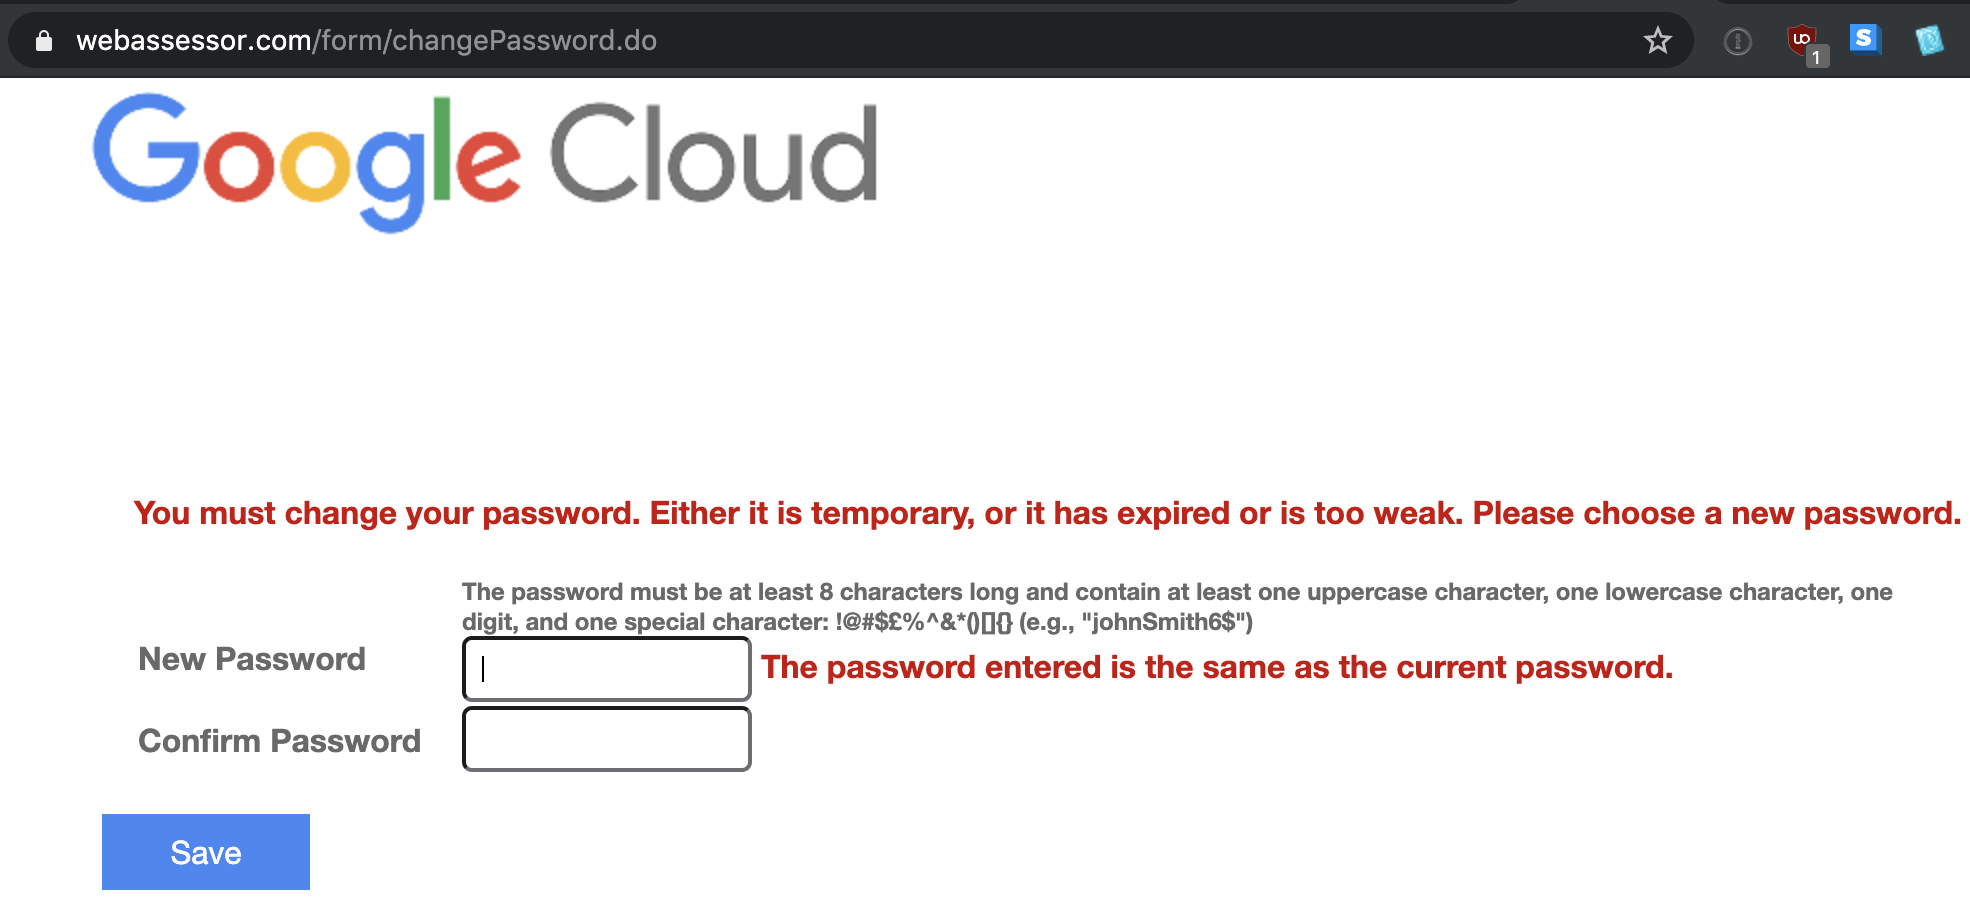 webassessor.com/form/changePassword.do
UO
1
S
Google Cloud
You must change your password. Either it is temporary, or it has expired or is too weak. Please choose a new password.
The password must be at least 8 characters long and contain at least one uppercase character, one lowercase character, one
digit, and one special character: !@#$£%^&*()[]{} (e.g., "johnSmith6$")
New Password
The password entered is the same as the current password.
Confirm Password
Save